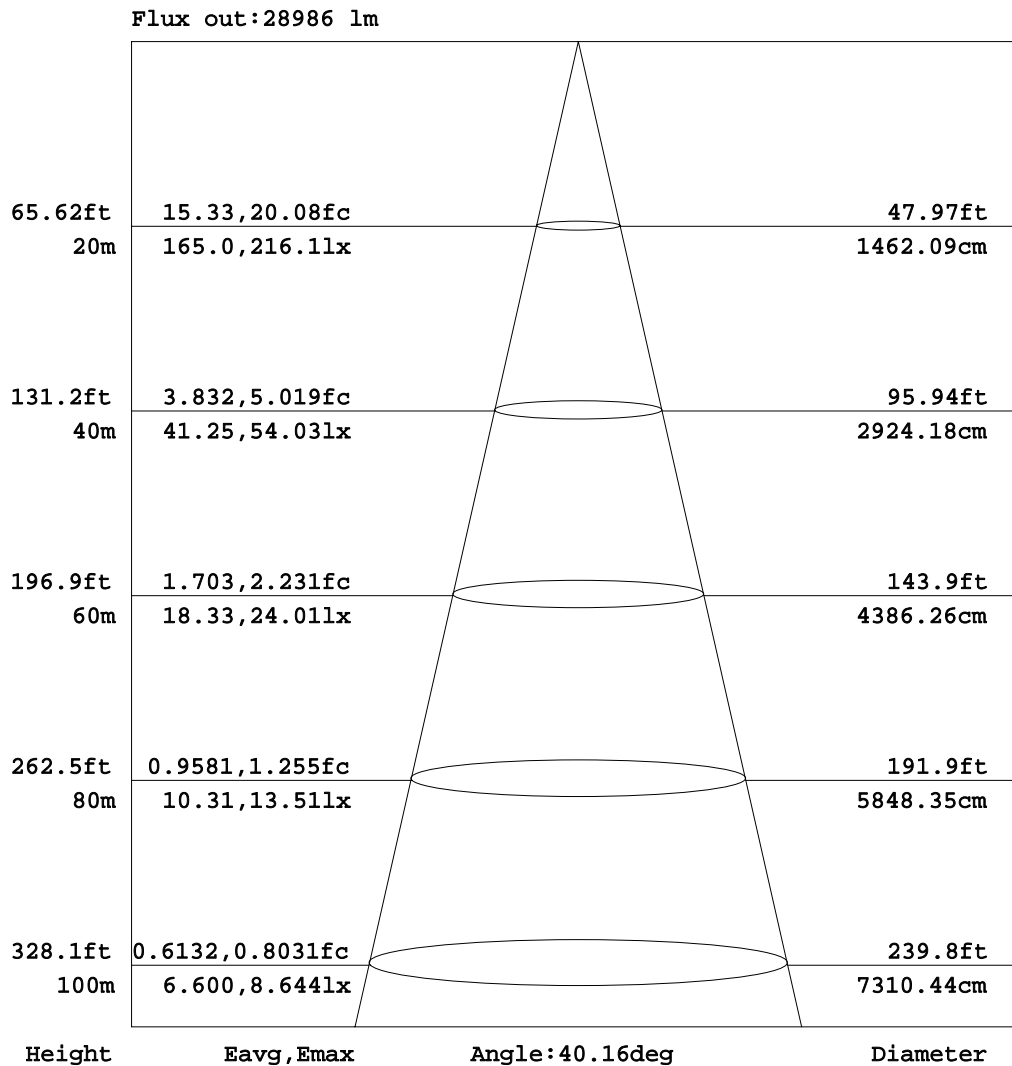 Flux out:28986 lm
65.62ft 15.33,20.08fc 47.97ft
20m 165.0,216.1lx 1462.09cm
131.2ft 3.832,5.019fc 95.94ft
40m 41.25,54.03lx 2924.18cm
196.9ft 1.703,2.231fc 143.9ft
60m 18.33,24.01lx 4386.26cm
262.5ft 0.9581,1.255fc 191.9ft
80m 10.31,13.51lx 5848.35cm
328.1ft 0.6132,0.8031fc 239.8ft
100m 6.600,8.644lx 7310.44cm
Height Eavg,Emax Angle:40.16deg Diameter